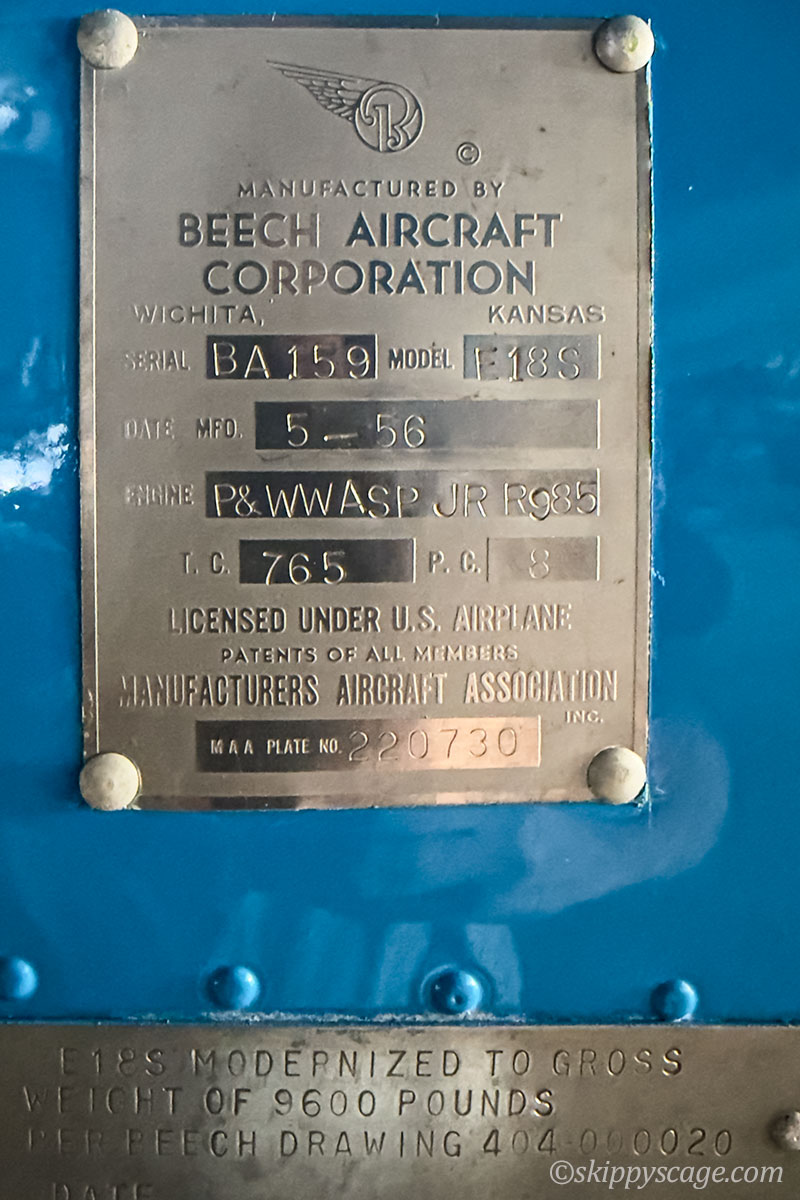 B
©
MANUFACTURED BY
BEECH AIRCRAFT
CORPORATION
WICHITA, KANSAS
SERIAL BA159 MODEL E18S
DATE MFD. 5-56
ENGINE P&WWASP JR R985
T. C. 765 P. C. 8
LICENSED UNDER U.S. AIRPLANE
PATENTS OF ALL MEMBERS
MANUFACTURERS AIRCRAFT ASSOCIATION
INC.
M A A PLATE NO. 220730
E18S MODERNIZED TO GROSS
WEIGHT OF 9600 POUNDS
PER BEECH DRAWING 404-000020
DATE
©skippyscage.com